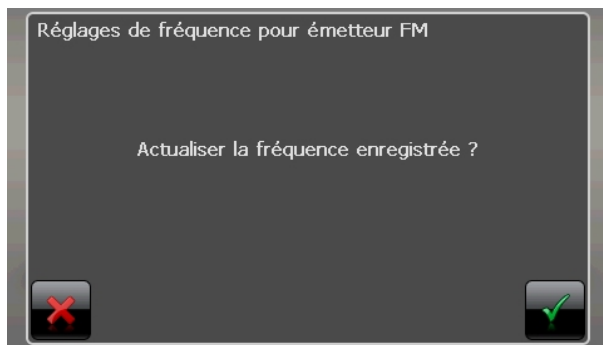 Réglages de fréquence pour émetteur FM
Actualiser la fréquence enregistrée ?